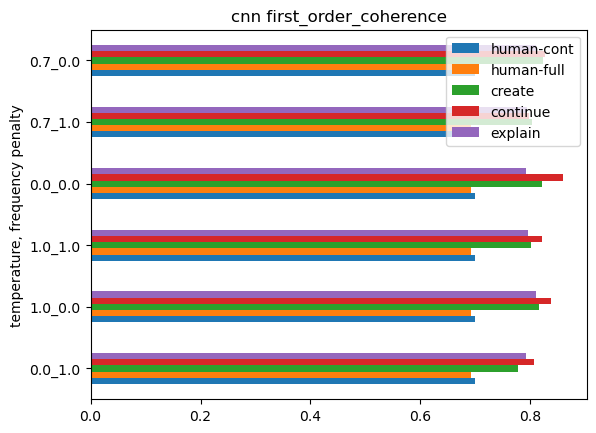 cnn first_order_coherence
temperature, frequency penalty
0.7_0.0
0.7_1.0
0.0_0.0
1.0_1.0
1.0_0.0
0.0_1.0
human-cont
human-full
create
continue
explain
0.0
0.2
0.4
0.6
0.8